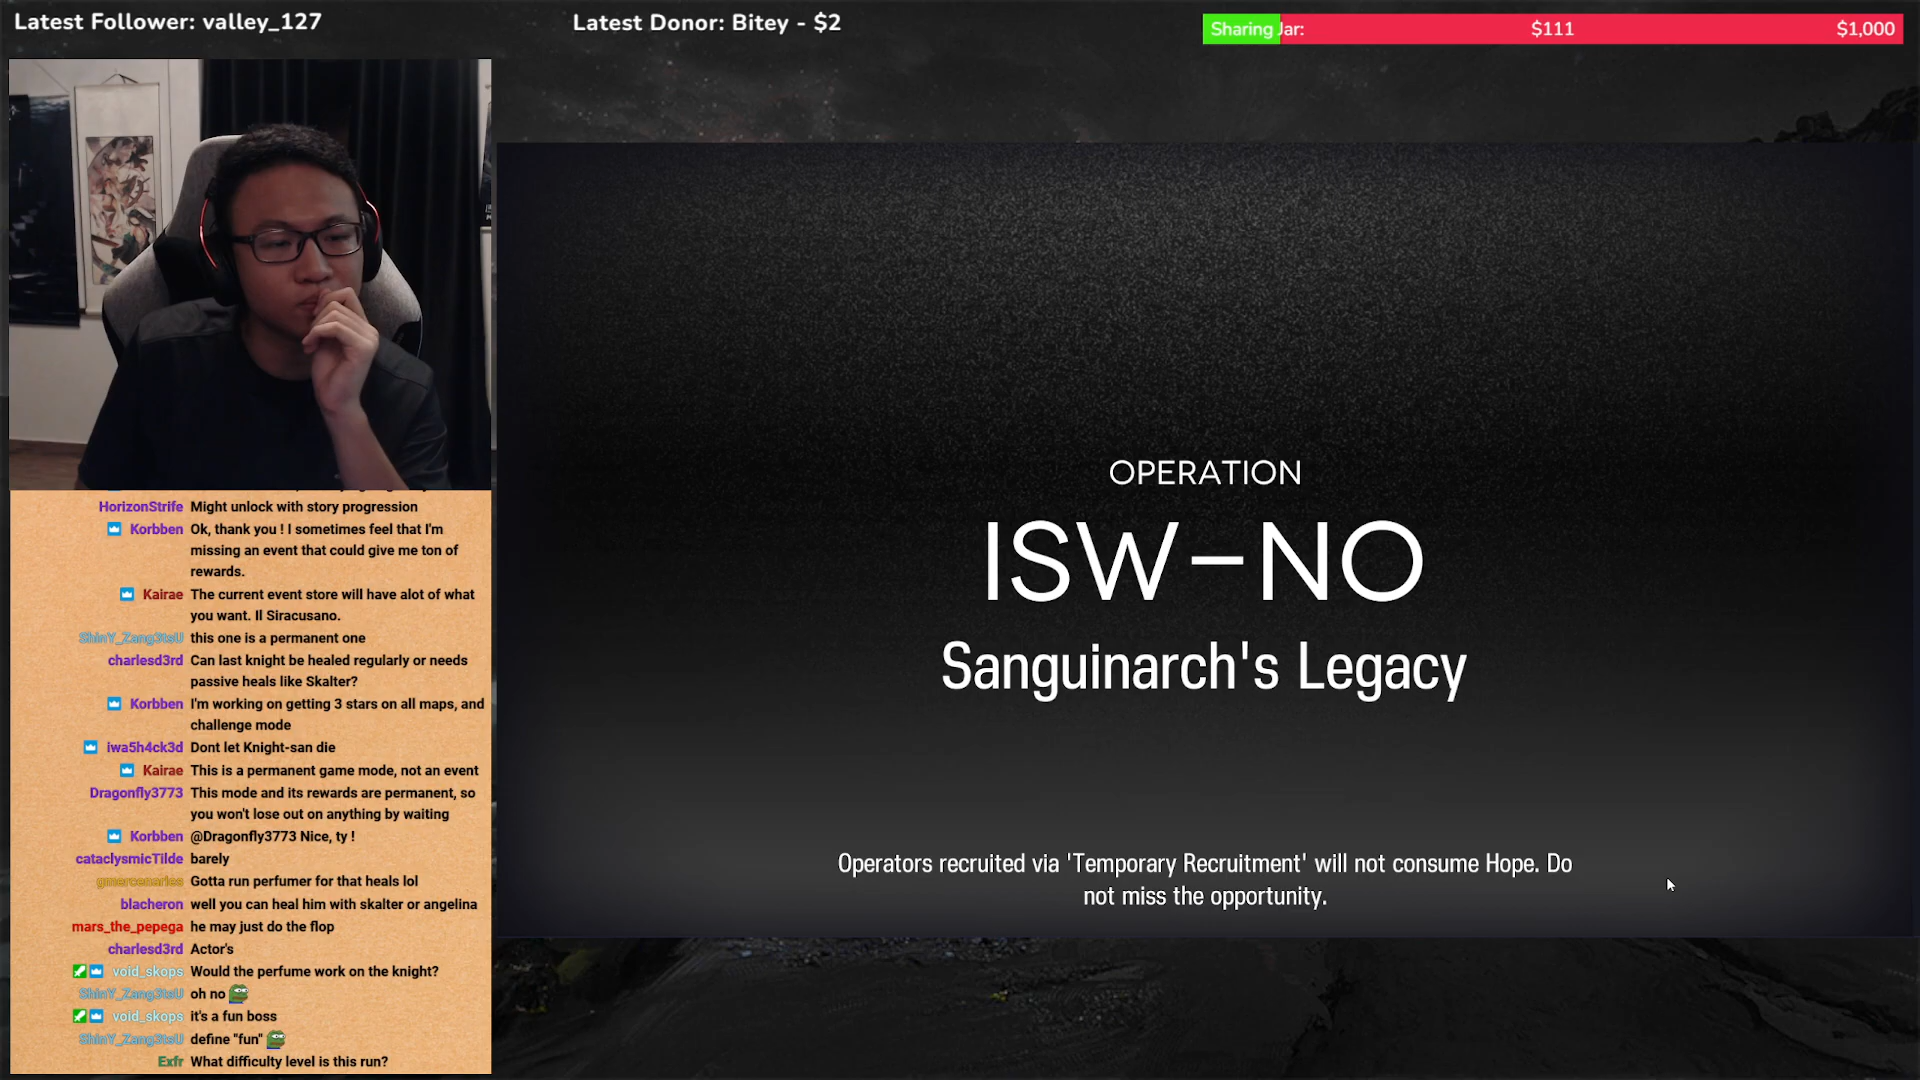 Latest Follower: valley_127
Latest Donor: Bitey - $2
Sharing Jar: $111 $1,000
OPERATION
ISW-NO
Sanguinarch's Legacy
Operators recruited via 'Temporary Recruitment' will not consume Hope. Do
not miss the opportunity.
HorizonStrife Might unlock with story progression
Korbben Ok, thank you ! I sometimes feel that I'm
missing an event that could give me ton of
rewards.
Kairae The current event store will have alot of what
you want. Il Siracusano.
ShinY_Zang3tsU this one is a permanent one
charlesd3rd Can last knight be healed regularly or needs
passive heals like Skalter?
Korbben I'm working on getting 3 stars on all maps, and
challenge mode
iwa5h4ck3d Dont let Knight-san die
Kairae This is a permanent game mode, not an event
Dragonfly3773 This mode and its rewards are permanent, so
you won't lose out on anything by waiting
Korbben @Dragonfly3773 Nice, ty !
cataclysmicTilde barely
gmercenaries Gotta run perfumer for that heals lol
blacheron well you can heal him with skalter or angelina
mars_the_pepega he may just do the flop
charlesd3rd Actor's
void_skops Would the perfume work on the knight?
ShinY_Zang3tsU oh no
void_skops it's a fun boss
ShinY_Zang3tsU define "fun"
Exfr What difficulty level is this run?